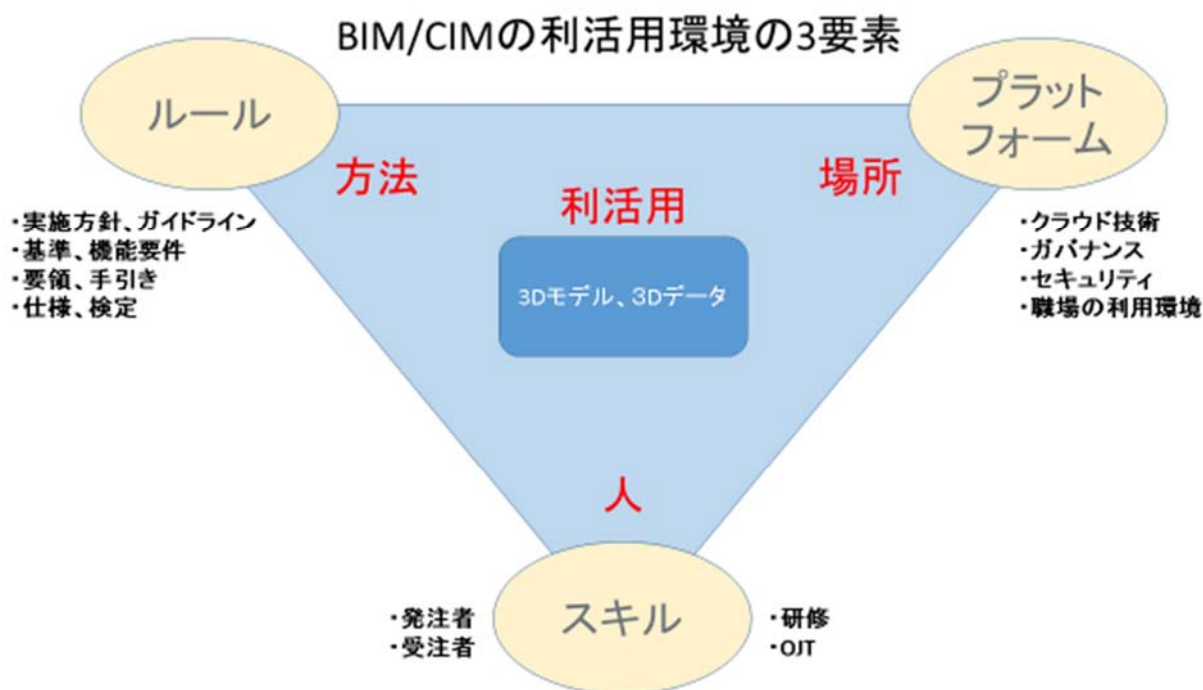 BIM/CIMの利活用環境の3要素
ルール
プラット
フォーム
方法
場所
利活用
3Dモデル、3Dデータ
・実施方針、ガイドライン
・基準、機能要件
・要領、手引き
・仕様、検定
・クラウド技術
・ガバナンス
・セキュリティ
・職場の利用環境
人
スキル
・発注者
・受注者
・研修
・OJT